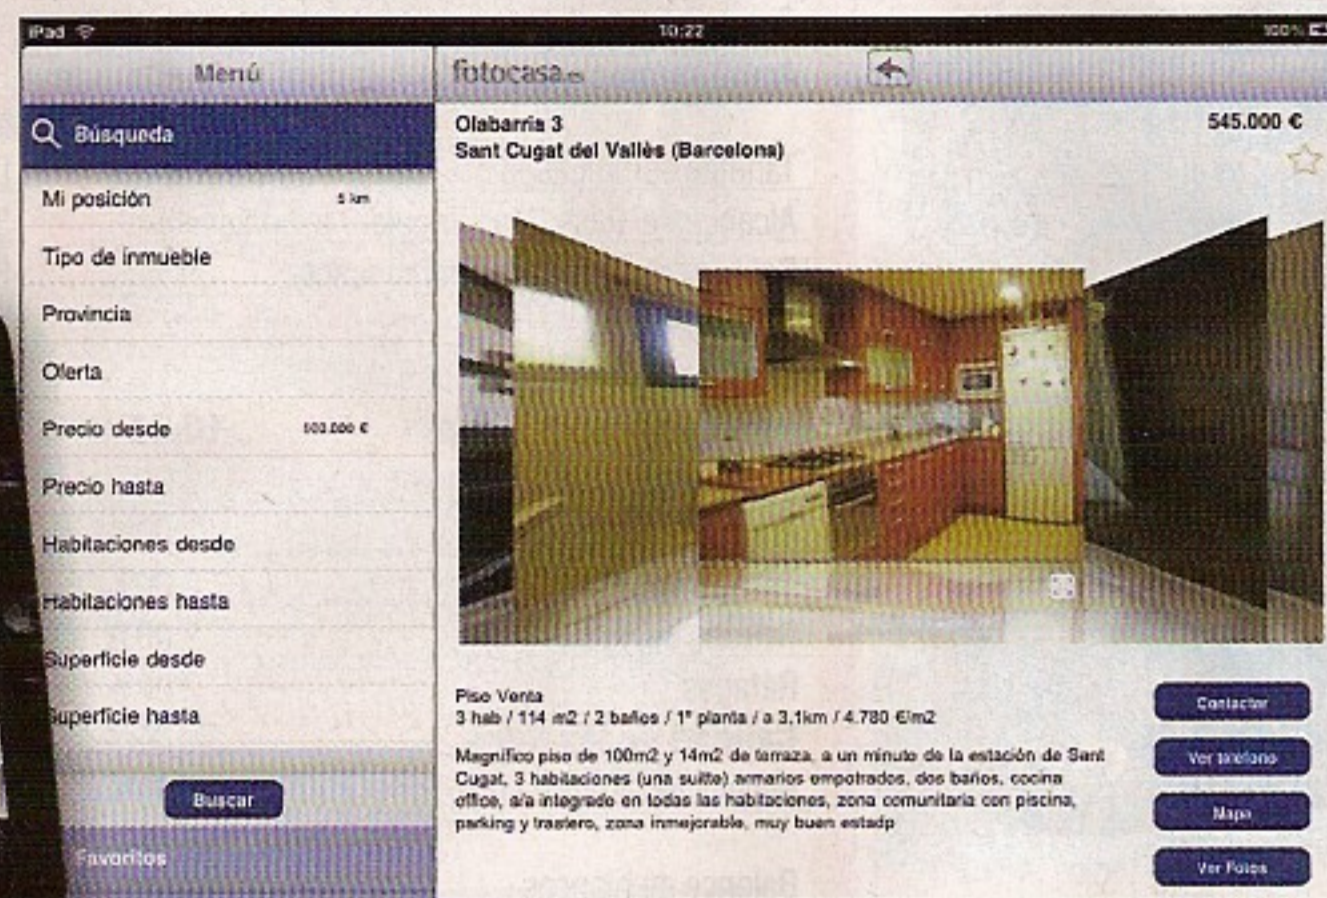 iPad
10:22
100%
Menú
fotocasa.es
Búsqueda
Mi posición
5 km
Tipo de inmueble
Provincia
Oferta
Precio desde
Precio hasta
Habitaciones desde
Habitaciones hasta
Superficie desde
Superficie hasta
Buscar
Favoritos
Olabarria 3
545.000 €
Sant Cugat del Vallès (Barcelona)
Piso Venta
3 hab / 114 m2 / 2 baños / 1ª planta / a 3.1km / 4.780 €/m2
Magnífico piso de 100m2 y 14m2 de terraza, a un minuto de la estación de Sant
Cugat, 3 habitaciones (una suitte) armarios empotrados, dos baños, cocina
office, a/a integrado en todas las habitaciones, zona comunitaria con piscina,
parking y trastero, zona inmejorable, muy buen estadp
Contactar
Ver telefono
Mapa
Ver Fotos